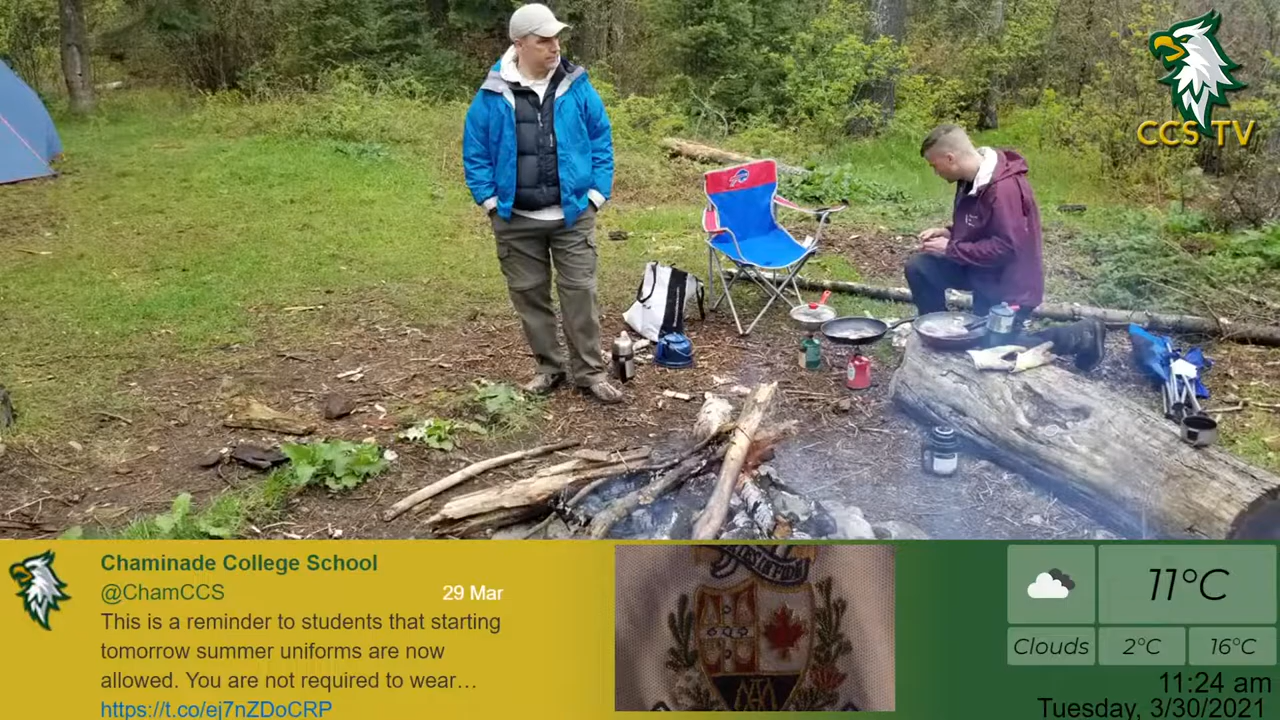 CCS TV
Chaminade College School
@ChamCCS
29 Mar
This is a reminder to students that starting
tomorrow summer uniforms are now
allowed. You are not required to wear…
https://t.co/ej7nZDoCRP
11°C
Clouds
2°C
16°C
11:24 am
Tuesday, 3/30/2021